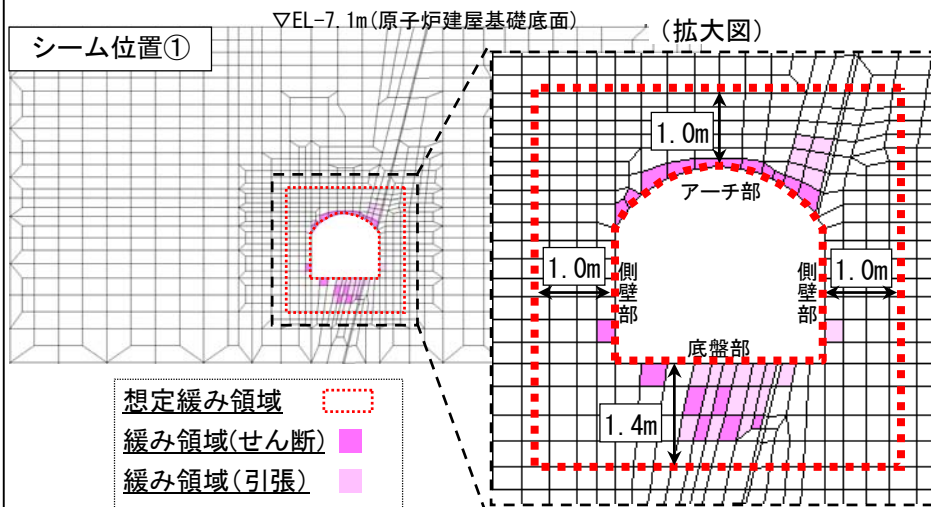 ▽EL-7.1m(原子炉建屋基礎底面)
シーム位置①
(拡大図)
1.0m
アーチ部
1.0m
側壁部
側壁部
1.0m
底盤部
1.4m
想定緩み領域
緩み領域(せん断)
緩み領域(引張)